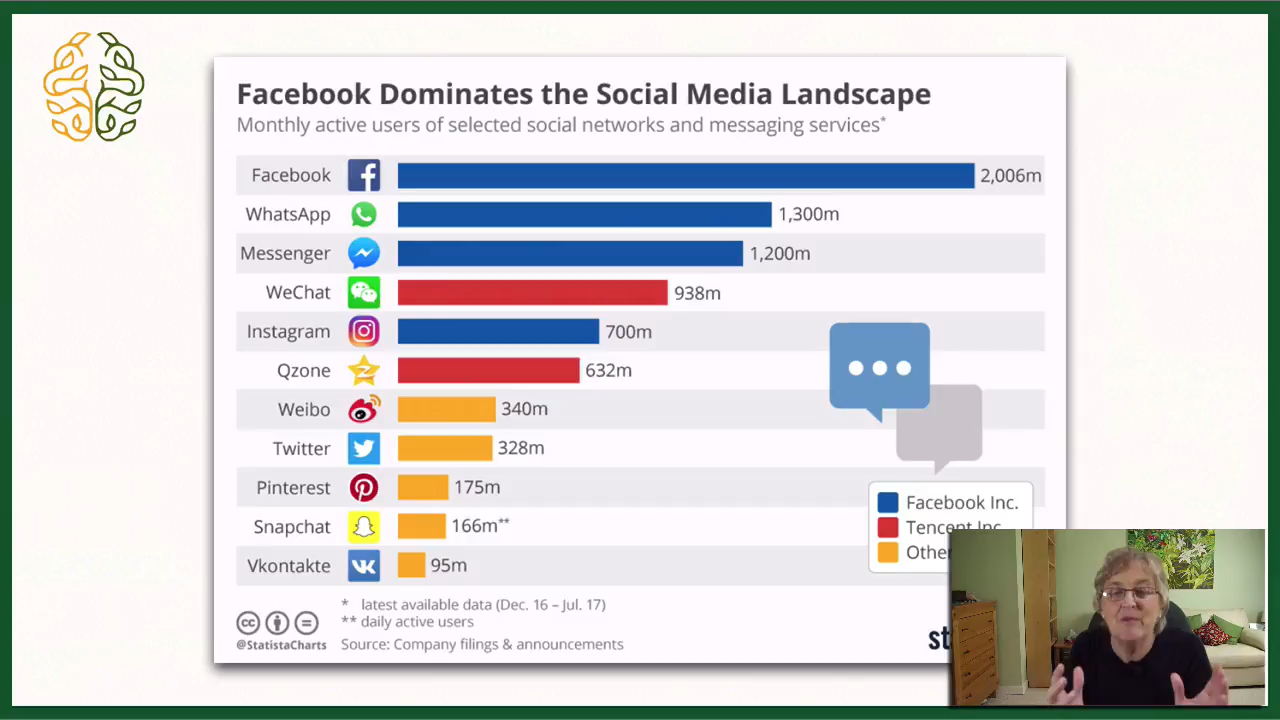 Facebook Dominates the Social Media Landscape
Monthly active users of selected social networks and messaging services*
Facebook 2,006m
WhatsApp 1,300m
Messenger 1,200m
WeChat 938m
Instagram 700m
Qzone 632m
Weibo 340m
Twitter 328m
Pinterest 175m
Snapchat 166m**
Vkontakte 95m
Facebook Inc.
Tencent Inc.
Other
* latest available data (Dec. 16 – Jul. 17)
** daily active users
@StatistaCharts Source: Company filings & announcements